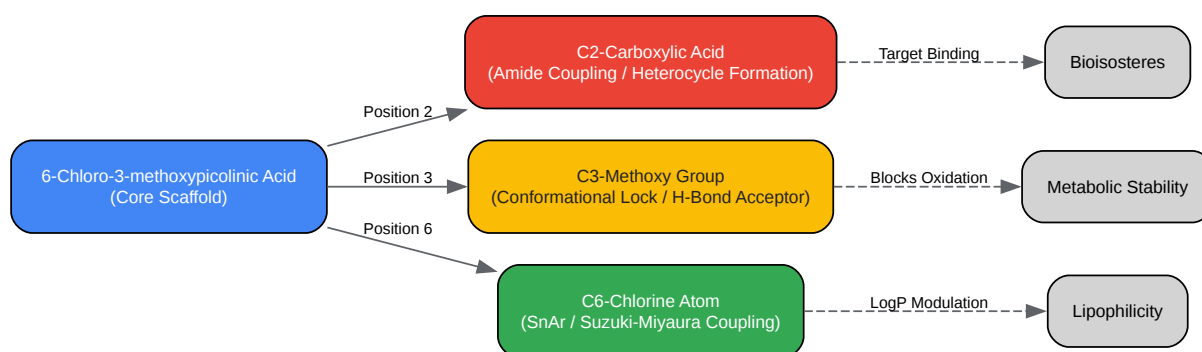 C2-Carboxylic Acid
(Amide Coupling / Heterocycle Formation)
Target Binding
Bioisosteres
Position 2
6-Chloro-3-methoxypicolinic Acid
(Core Scaffold)
Position 3
C3-Methoxy Group
(Conformational Lock / H-Bond Acceptor)
Blocks Oxidation
Metabolic Stability
Position 6
C6-Chlorine Atom
(SnAr / Suzuki-Miyaura Coupling)
LogP Modulation
Lipophilicity